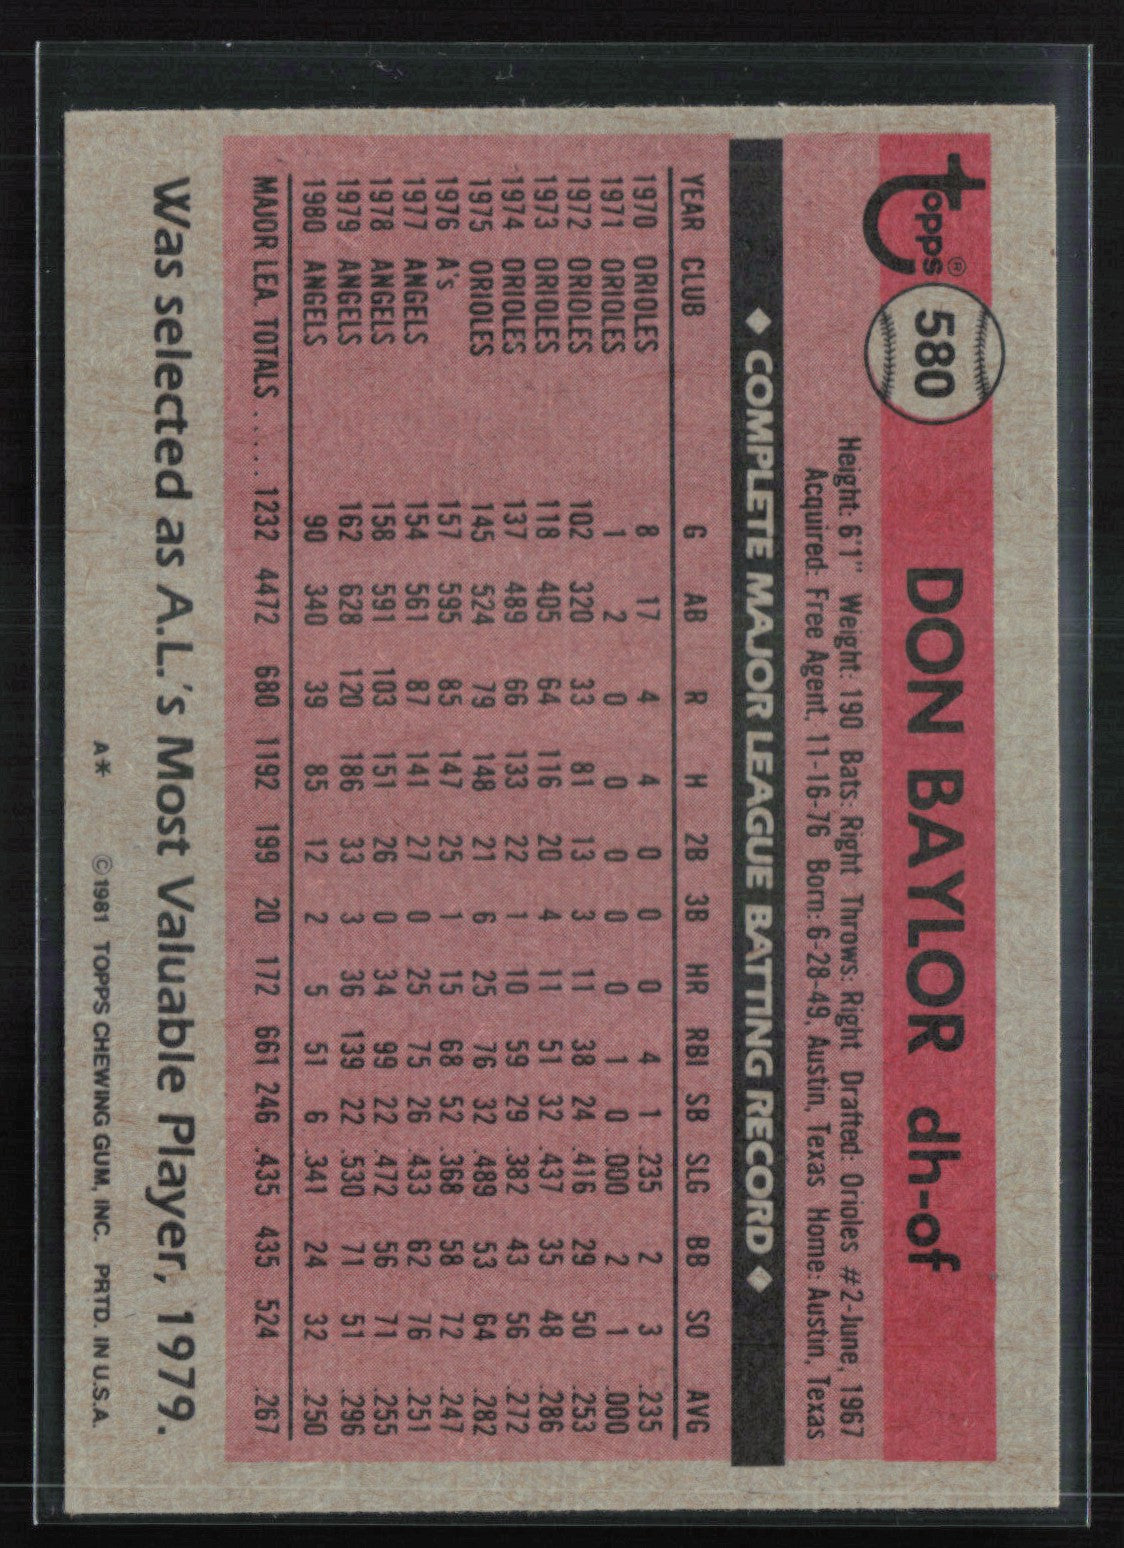 Topps® 580 DON BAYLOR dh-of
Height: 6'1" Weight: 190 Bats: Right Throws: Right Drafted: Orioles #2-June, 1967
Acquired: Free Agent, 11-16-76 Born: 6-28-49, Austin, Texas Home: Austin, Texas
◆ COMPLETE MAJOR LEAGUE BATTING RECORD ◆
YEAR CLUB G AB R H 2B 3B HR RBI SB SLG BB SO AVG
1970 ORIOLES 8 17 4 4 0 0 0 4 1 .235 2 3 .235
1971 ORIOLES 1 2 0 0 0 0 0 1 0 .000 2 1 .000
1972 ORIOLES 102 320 33 81 13 3 11 38 24 .416 29 50 .253
1973 ORIOLES 118 405 64 116 20 4 11 51 32 .437 35 48 .286
1974 ORIOLES 137 489 66 133 22 1 10 59 29 .382 43 56 .272
1975 ORIOLES 145 524 79 148 21 6 25 76 32 .489 53 64 .282
1976 A's 157 595 85 147 25 1 15 68 52 .368 58 72 .247
1977 ANGELS 154 561 87 141 27 0 25 75 26 .433 62 76 .251
1978 ANGELS 158 591 103 151 26 0 34 99 22 .472 56 71 .255
1979 ANGELS 162 628 120 186 33 3 36 139 22 .530 71 51 .296
1980 ANGELS 90 340 39 85 12 2 5 51 6 .341 24 32 .250
MAJOR LEA. TOTALS ..... 1232 4472 680 1192 199 20 172 661 246 .435 435 524 .267
Was selected as A.L.'s Most Valuable Player, 1979.
A* ©1981 TOPPS CHEWING GUM, INC. PRTD. IN U.S.A.